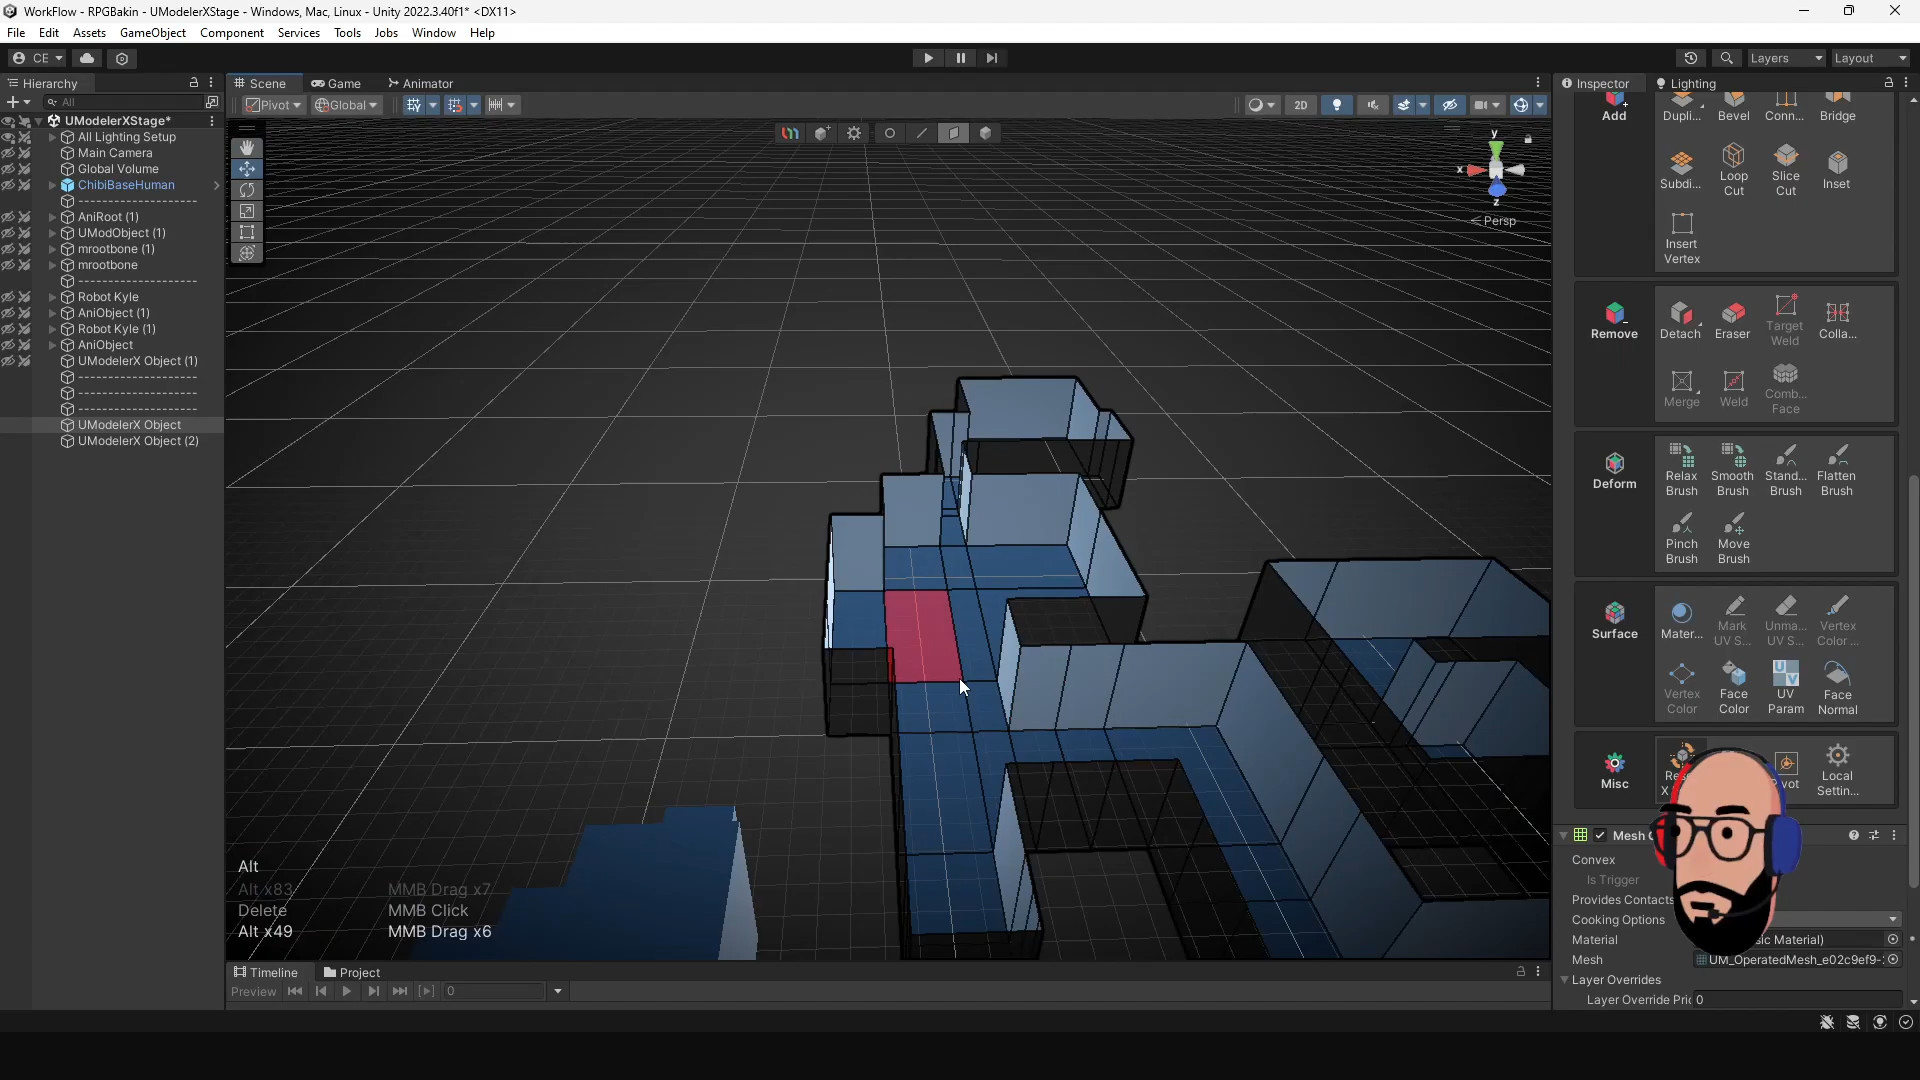 WorkFlow - RPGBakin - UModelerXStage - Windows, Mac, Linux - Unity 2022.3.40f1* <DX11>
File Edit Assets GameObject Component Services Tools Jobs Window Help
CE Layers Layout
Hierarchy
All
UModelerXStage*
All Lighting Setup
Main Camera
Global Volume
ChibiBaseHuman
---------------------
AniRoot (1)
UModObject (1)
mrootbone (1)
mrootbone
---------------------
Robot Kyle
AniObject (1)
Robot Kyle (1)
AniObject
UModelerX Object (1)
---------------------
---------------------
---------------------
UModelerX Object
UModelerX Object (2)
Scene Game Animator
Pivot Global 2D
y
x
z
< Persp
Alt
Alt x83 MMB Drag x7
Delete MMB Click
Alt x49 MMB Drag x6
Timeline Project
Preview 0
Inspector Lighting
Add Dupli... Bevel Conn... Bridge
Subdi... Loop Cut Slice Cut Inset
Insert Vertex
Remove Detach Eraser Target Weld Colla...
Merge Weld Comb... Face
Deform Relax Brush Smooth Brush Stand... Brush Flatten Brush
Pinch Brush Move Brush
Surface Mater... Mark UV S... Unma... UV S... Vertex Color ...
Vertex Color Face Color UV Param Face Normal
Misc Local Settin...
Mesh
Convex
Is Trigger
Provides Contacts
Cooking Options
Material ic Material)
Mesh UM_OperatedMesh_e02c9ef9-
Layer Overrides
Layer Override Pri 0